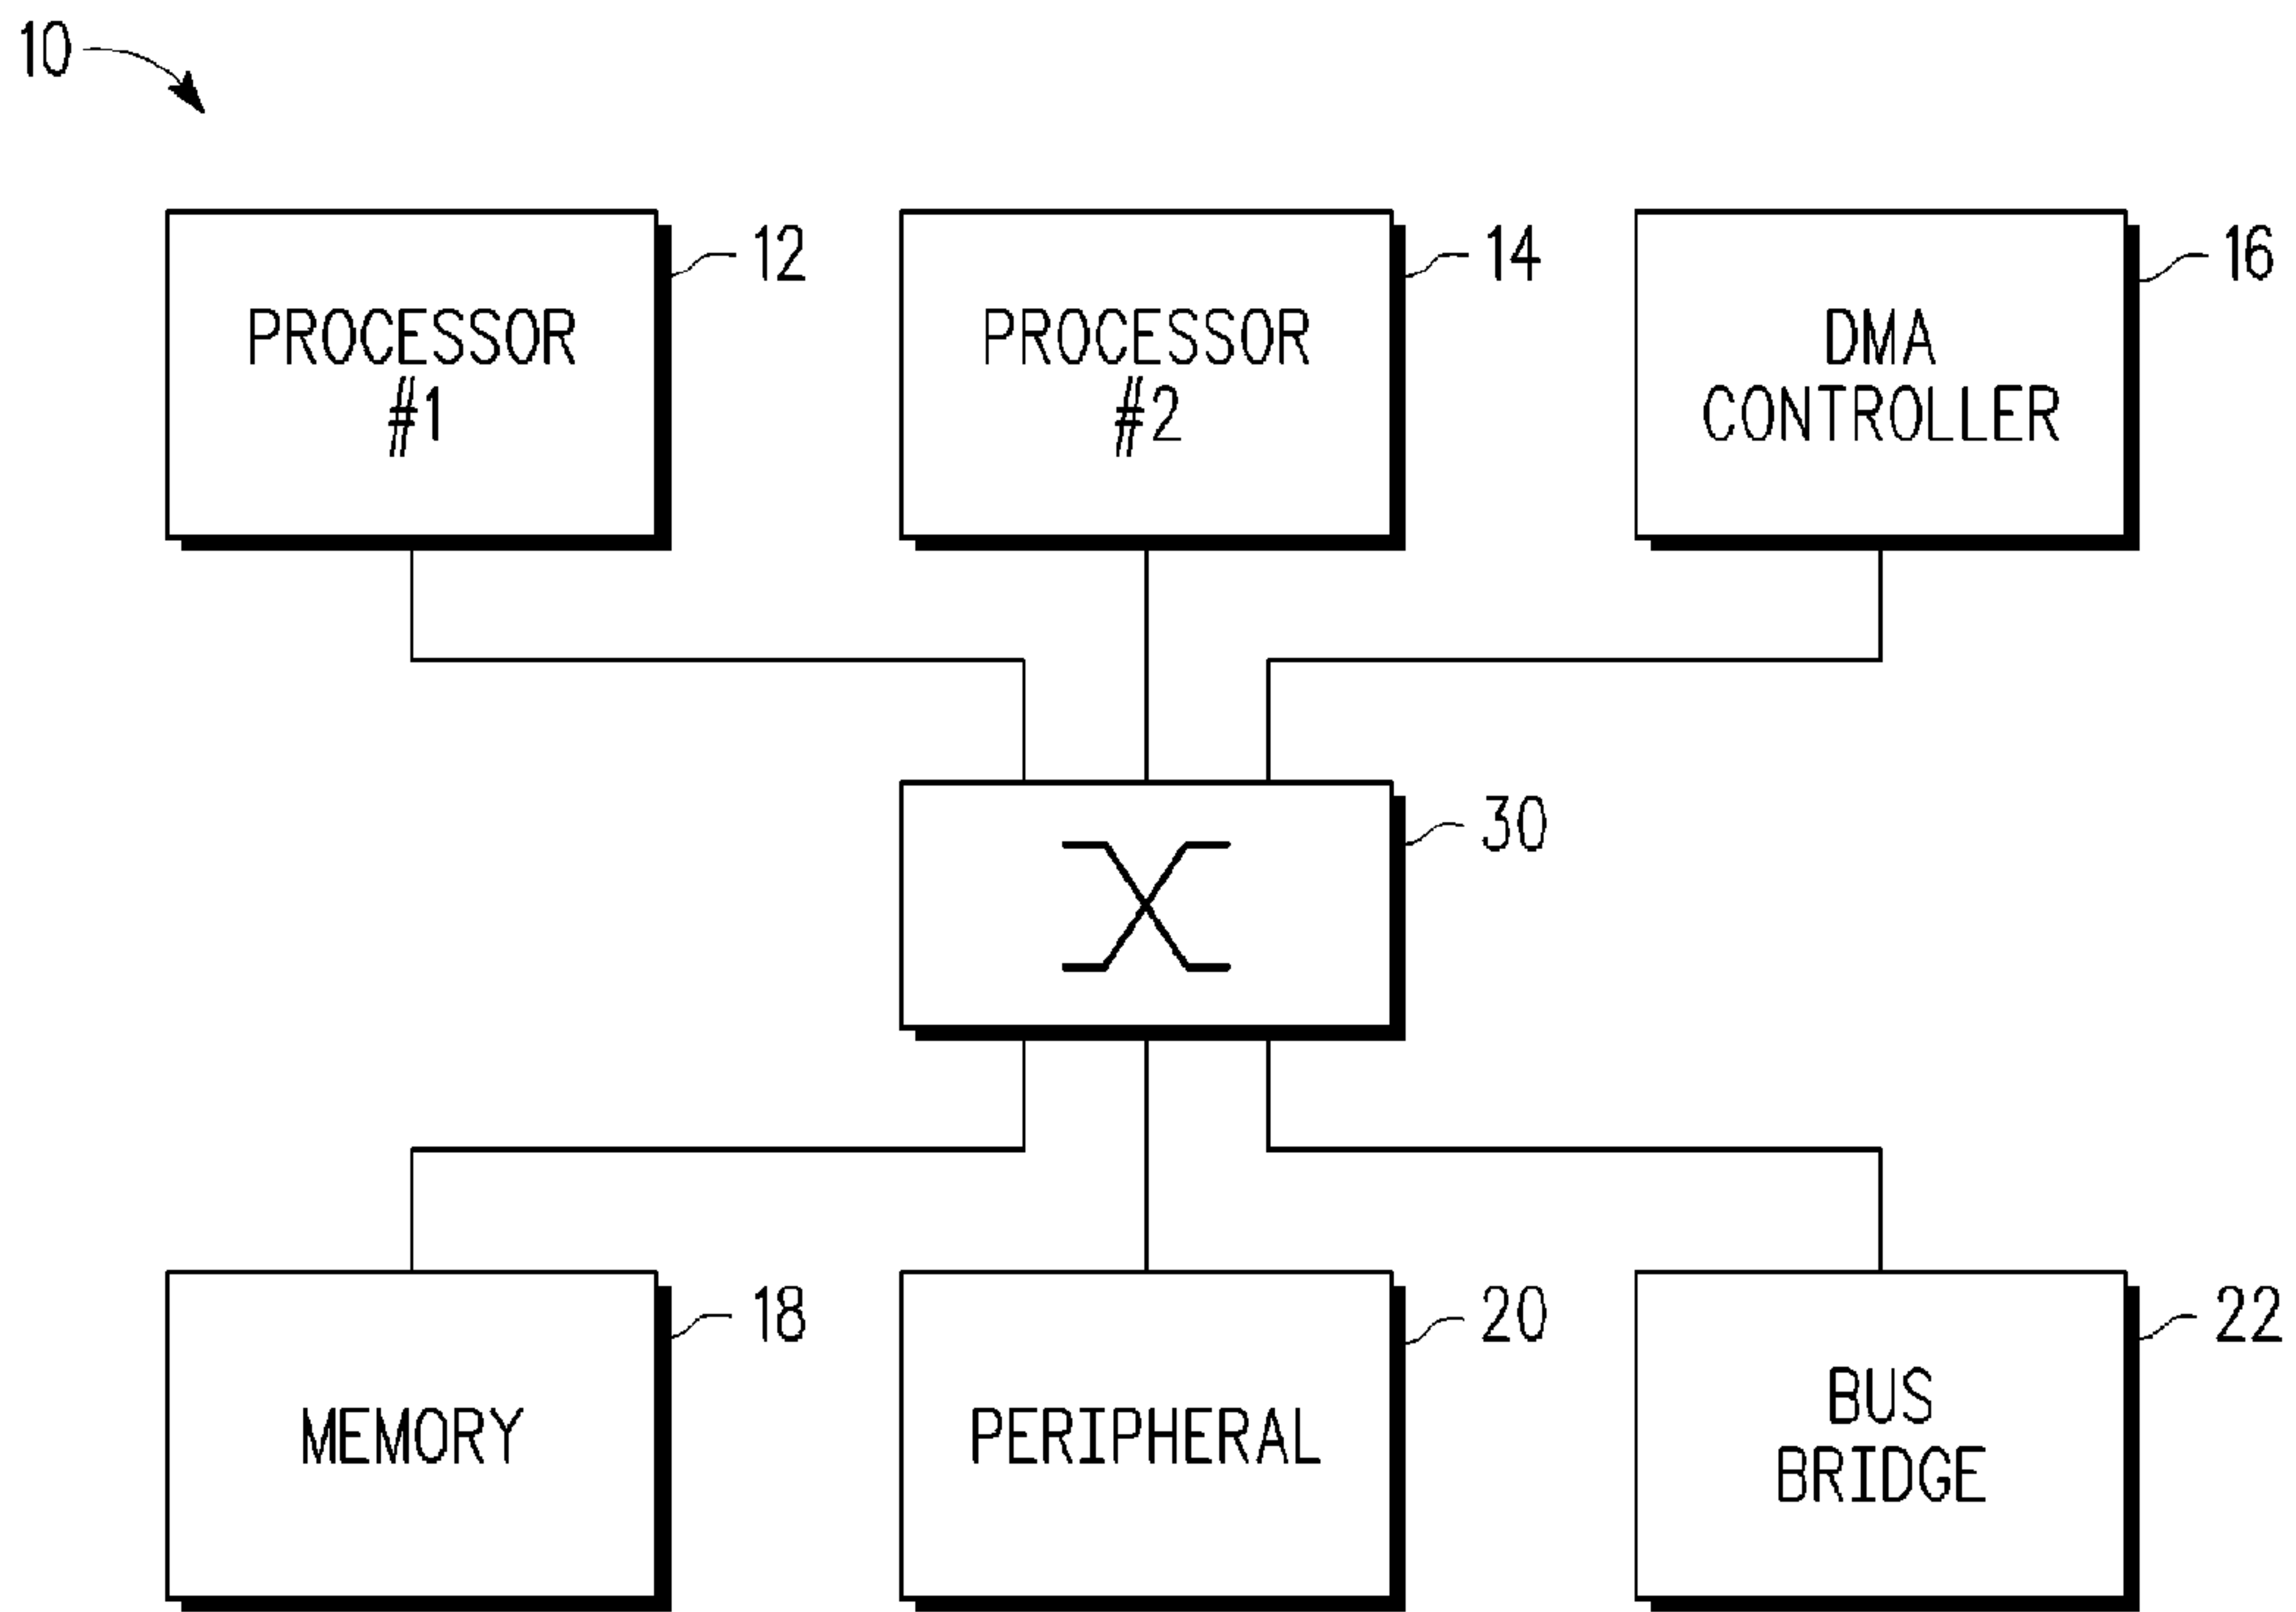 10
12
14
16
PROCESSOR
#1
PROCESSOR
#2
DMA
CONTROLLER
30
18
20
22
MEMORY
PERIPHERAL
BUS
BRIDGE